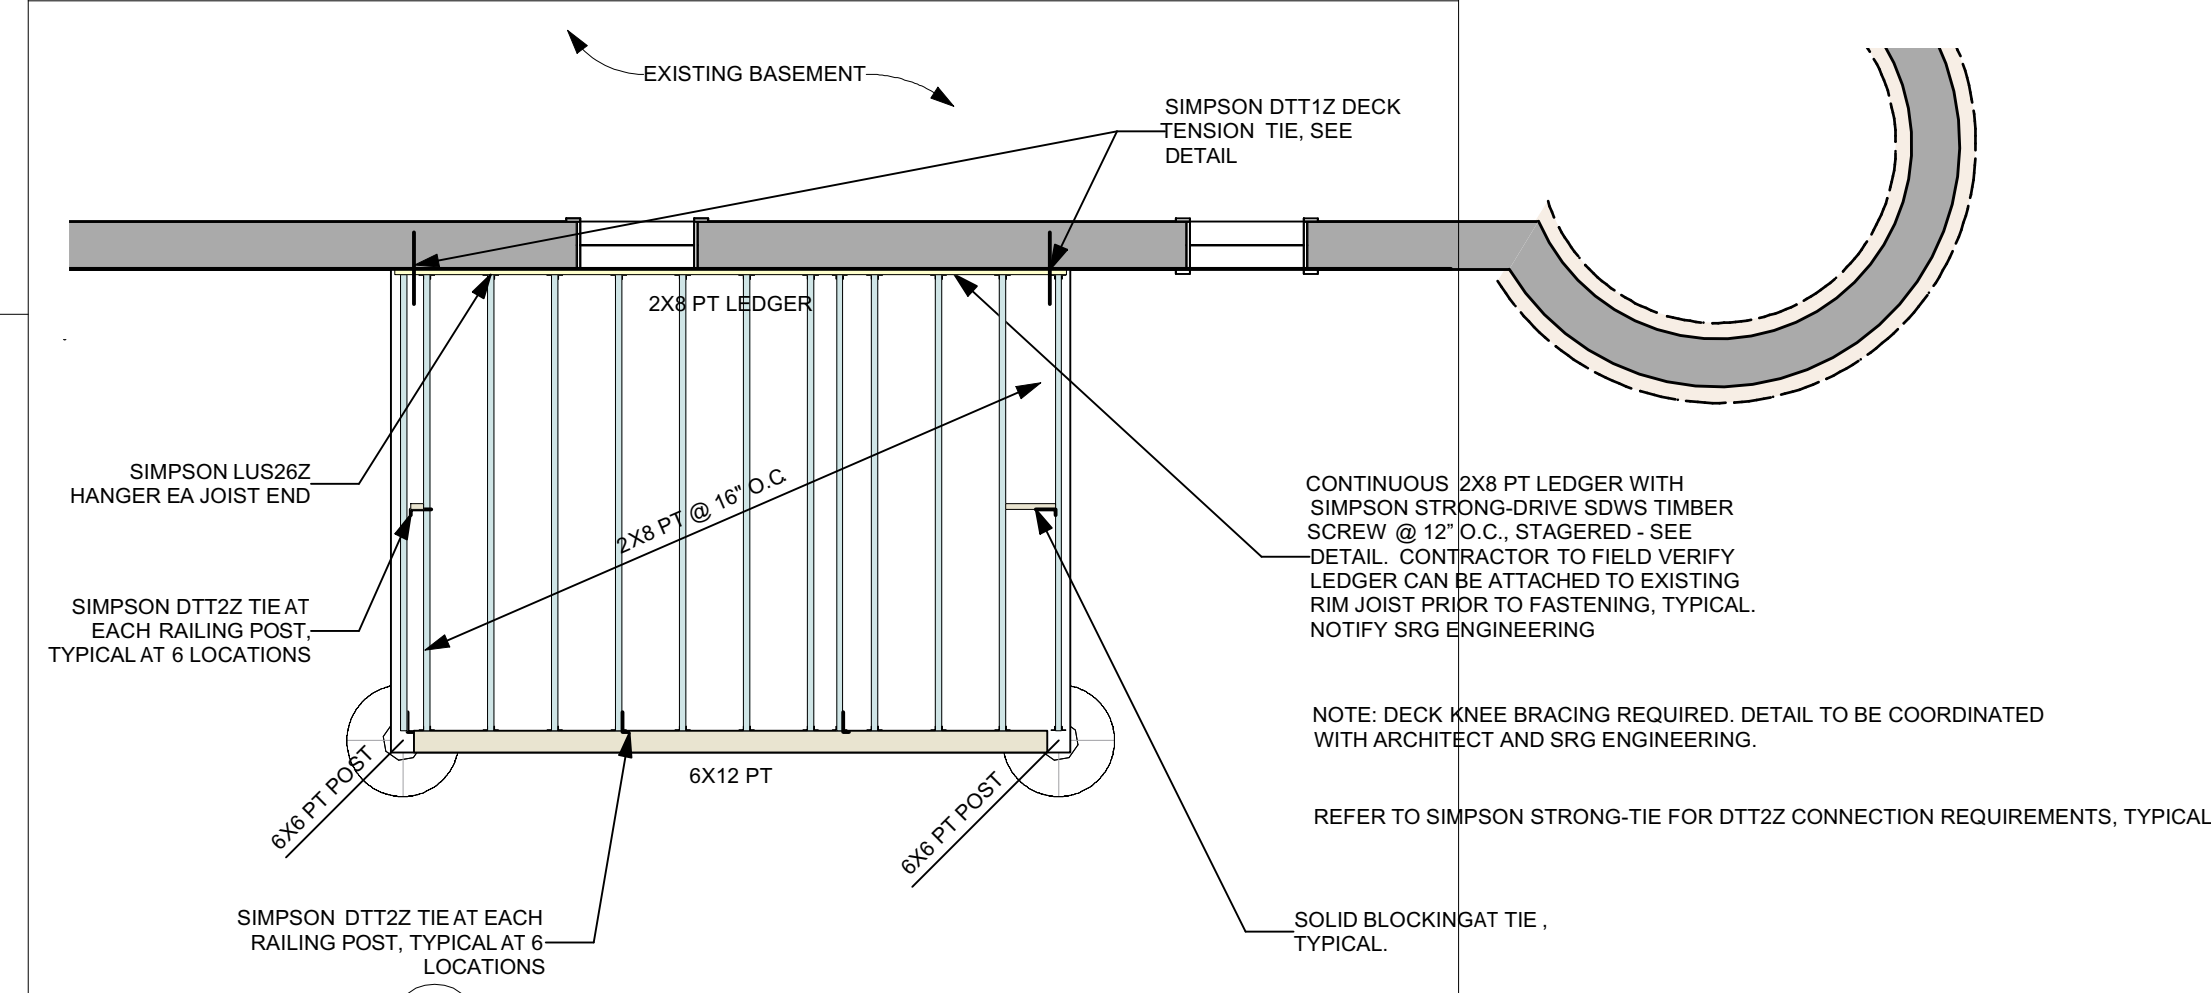 EXISTING BASEMENT
SIMPSON DTT1Z DECK
TENSION TIE, SEE
DETAIL
2X8 PT LEDGER
SIMPSON LUS26Z
HANGER EA JOIST END
2X8 PT @ 16" O.C.
SIMPSON DTT2Z TIE AT
EACH RAILING POST,
TYPICAL AT 6 LOCATIONS
CONTINUOUS 2X8 PT LEDGER WITH
SIMPSON STRONG-DRIVE SDWS TIMBER
SCREW @ 12" O.C., STAGERED - SEE
DETAIL. CONTRACTOR TO FIELD VERIFY
LEDGER CAN BE ATTACHED TO EXISTING
RIM JOIST PRIOR TO FASTENING, TYPICAL.
NOTIFY SRG ENGINEERING
NOTE: DECK KNEE BRACING REQUIRED. DETAIL TO BE COORDINATED
WITH ARCHITECT AND SRG ENGINEERING.
6X6 PT POST
6X12 PT
6X6 PT POST
REFER TO SIMPSON STRONG-TIE FOR DTT2Z CONNECTION REQUIREMENTS, TYPICAL
SIMPSON DTT2Z TIE AT EACH
RAILING POST, TYPICAL AT 6
LOCATIONS
SOLID BLOCKINGAT TIE ,
TYPICAL.